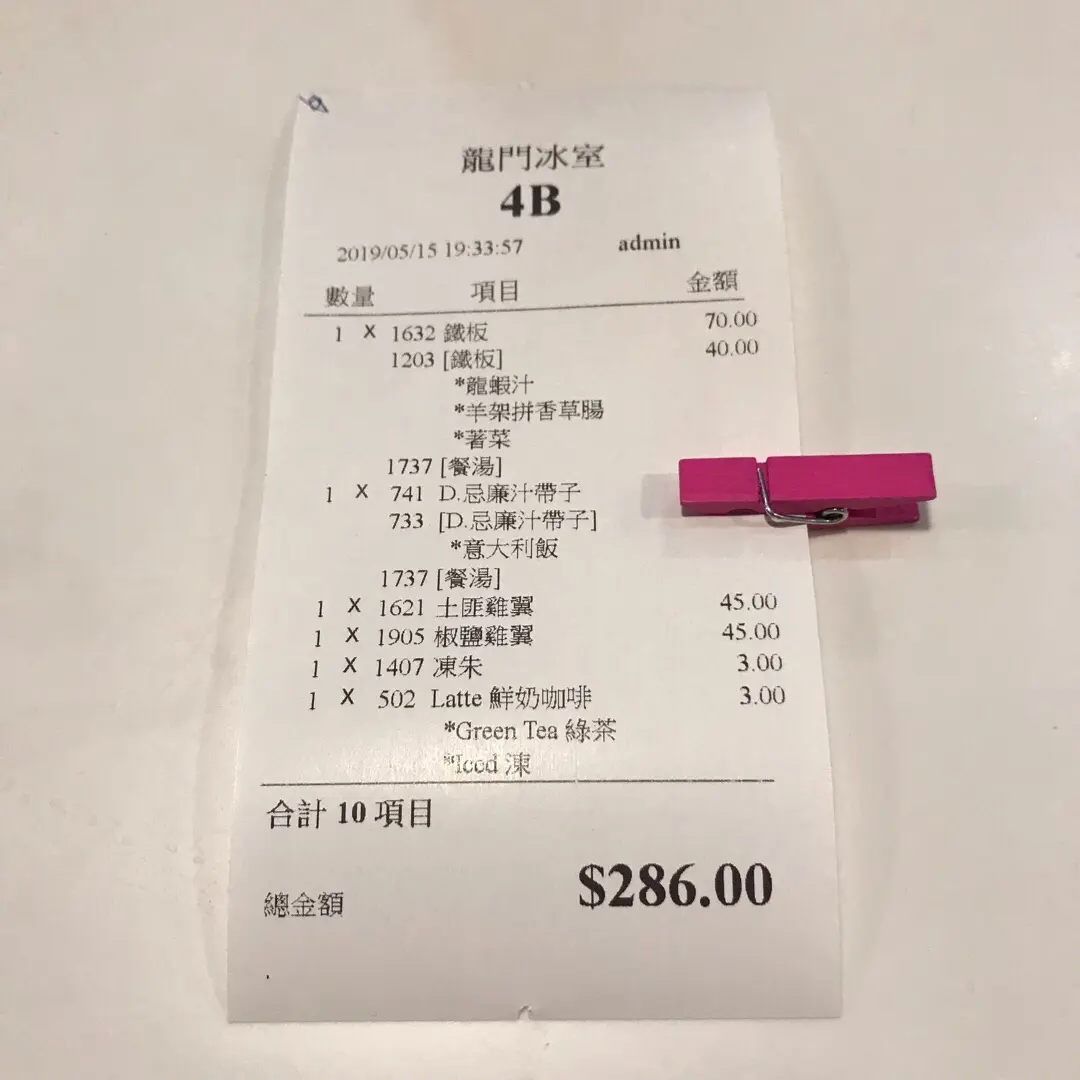 龍門冰室
4B
2019/05/15 19:33:57 admin
數量 項目 金額
1 X 1632 鐵板 70.00
1203 [鐵板] 40.00
*龍蝦汁
*羊架拼香草腸
*薯菜
1737 [餐湯]
1 X 741 D.忌廉汁帶子
733 [D.忌廉汁帶子]
*意大利飯
1737 [餐湯]
1 X 1621 土匪雞翼 45.00
1 X 1905 椒鹽雞翼 45.00
1 X 1407 凍朱 3.00
1 X 502 Latte 鮮奶咖啡 3.00
*Green Tea 綠茶
*Iced 凍
合計 10 項目
總金額 $286.00